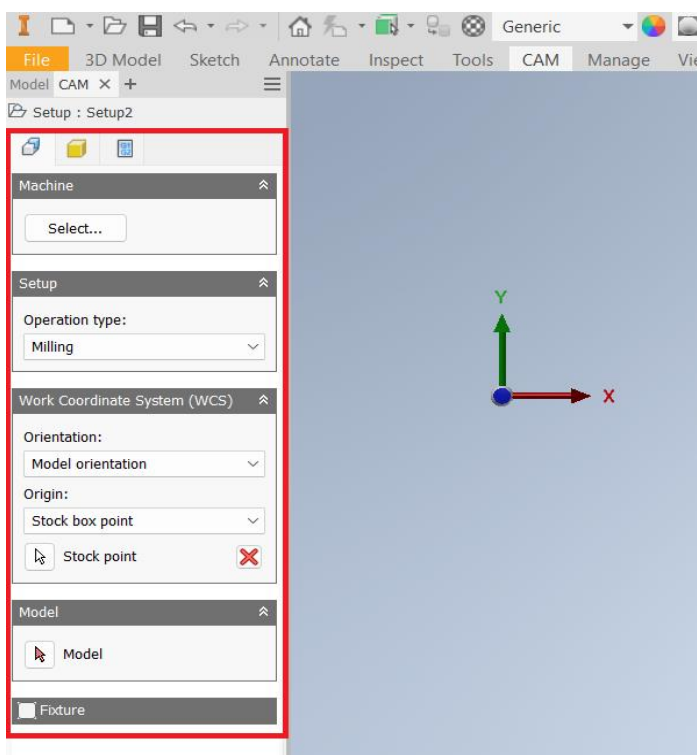 Generic
File 3D Model Sketch Annotate Inspect Tools CAM Manage Vie
Model CAM
Setup : Setup2
Machine
Select...
Setup
Operation type:
Milling
Work Coordinate System (WCS)
Orientation:
Model orientation
Origin:
Stock box point
Stock point
Model
Model
Fixture
Y
X